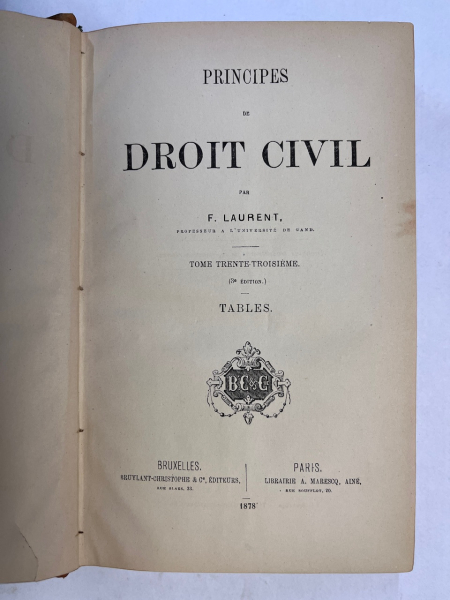 PRINCIPES
DE
DROIT CIVIL
PAR
F. LAURENT,
PROFESSEUR A L'UNIVERSITÉ DE GAND.
TOME TRENTE-TROISIÈME.
(3e ÉDITION.)
TABLES.
BC&C
BRUXELLES.
BRUYLANT-CHRISTOPHE & Ce, ÉDITEURS,
PARIS.
LIBRAIRIE A. MARESCQ, AINÉ,
1878